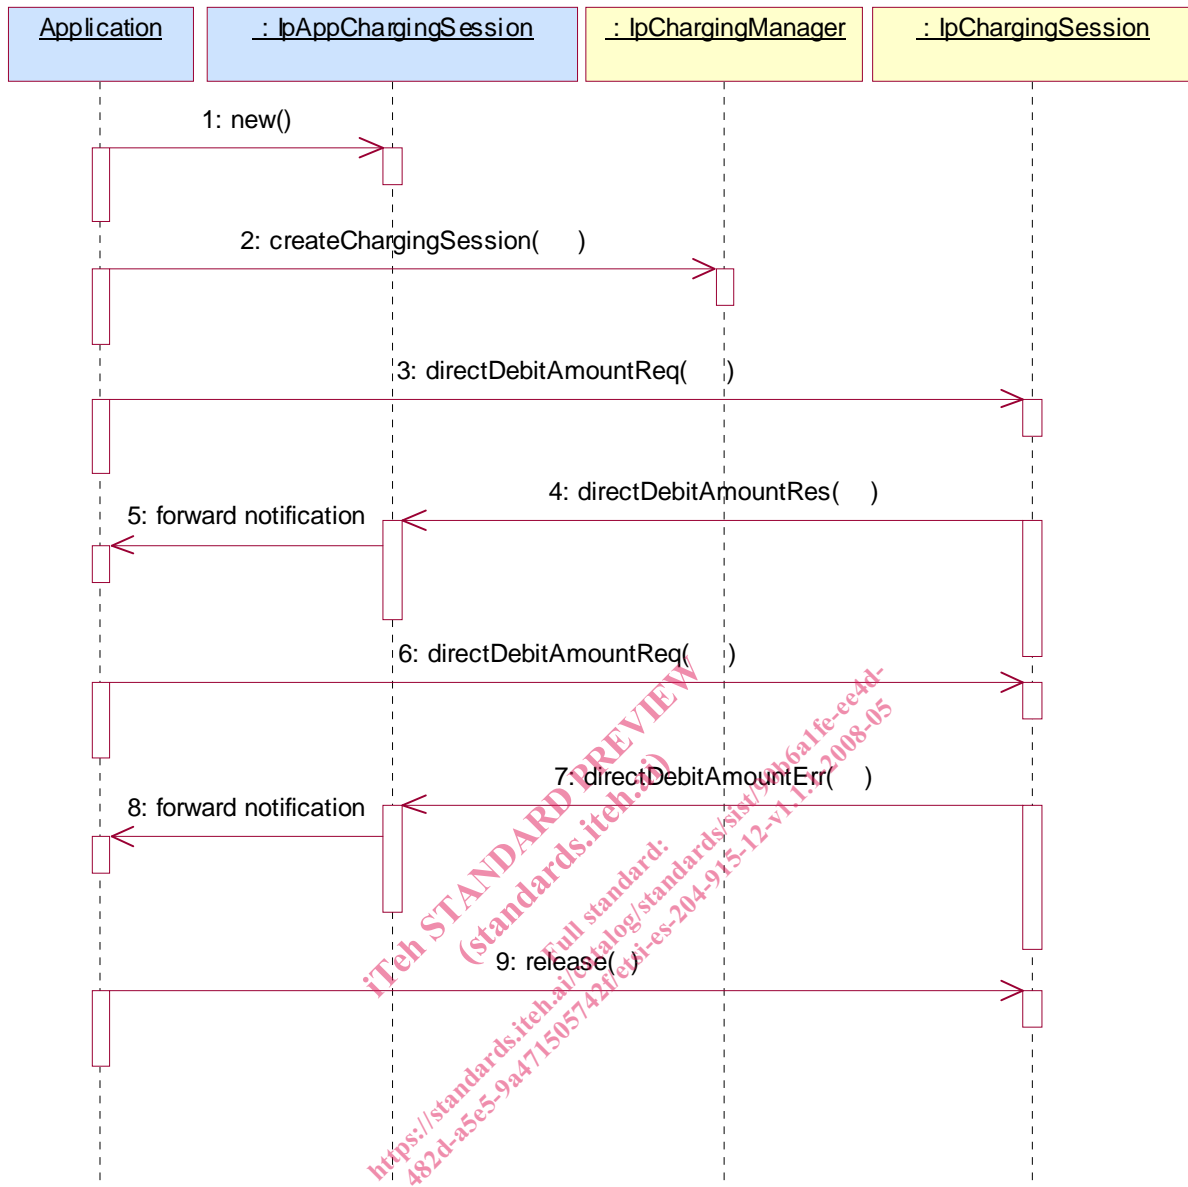 Application
: IpAppChargingSession
: IpChargingManager
: IpChargingSession
1: new()
2: createChargingSession( )
3: directDebitAmountReq( )
4: directDebitAmountRes( )
5: forward notification
6: directDebitAmountReq( )
7: directDebitAmountErr( )
8: forward notification
9: release( )
iTeh STANDARD PREVIEW
(standards.iteh.ai)
Full standard:
https://standards.iteh.ai/catalog/standards/sist/90b6a1fe-ee4d-
482d-a5e5-9a471505742f/etsi-es-204-915-12-v1.1.1-2008-05